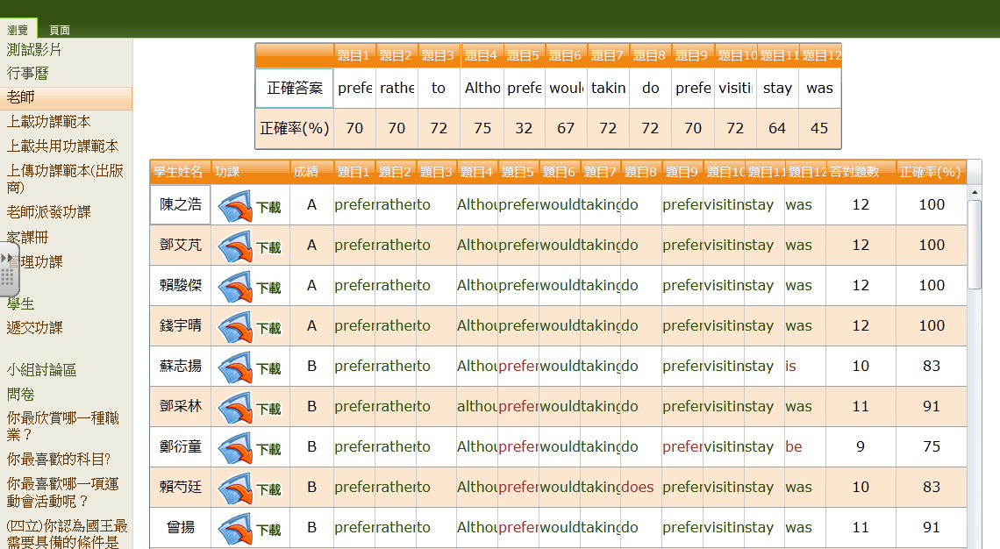 瀏覽 頁面
測試影片
行事曆
老師
上載功課範本
上載共用功課範本
上傳功課範本(出版
商)
老師派發功課
家課冊
管理功課
學生
遞交功課
小組討論區
問卷
你最欣賞哪一種職
業？
你最喜歡的科目?
你最喜歡哪一項運
動會活動呢？
(四立)你認為國王最
需要具備的條件是
題目1 題目2 題目3 題目4 題目5 題目6 題目7 題目8 題目9 題目10 題目11 題目12
正確答案 prefe rathe to Altho prefe woul takin do prefe visiti stay was
正確率(%) 70 70 72 75 32 67 72 72 70 72 64 45
學生姓名 功課 成績 題目1 題目2 題目3 題目4 題目5 題目6 題目7 題目8 題目9 題目10 題目11 題目12 答對題數 正確率(%)
陳之浩 下載 A prefer rather to Althou prefer would taking do prefer visitin stay was 12 100
鄧艾芃 下載 A prefer rather to Althou prefer would taking do prefer visitin stay was 12 100
賴駿傑 下載 A prefer rather to Althou prefer would taking do prefer visitin stay was 12 100
錢宇晴 下載 A prefer rather to Althou prefer would taking do prefer visitin stay was 12 100
蘇志揚 下載 B prefer rather to Althou prefer would taking do prefer visitin stay is 10 83
鄧采林 下載 B prefer rather to althou prefer would taking do prefer visitin stay was 11 91
鄭衍童 下載 B prefer rather to Althou prefer would taking do prefer visitin stay be 9 75
賴芍廷 下載 B prefer rather to Althou prefer would taking does prefer visitin stay was 10 83
曾揚 下載 B prefer rather to Althou prefer would taking do prefer visitin stay was 11 91